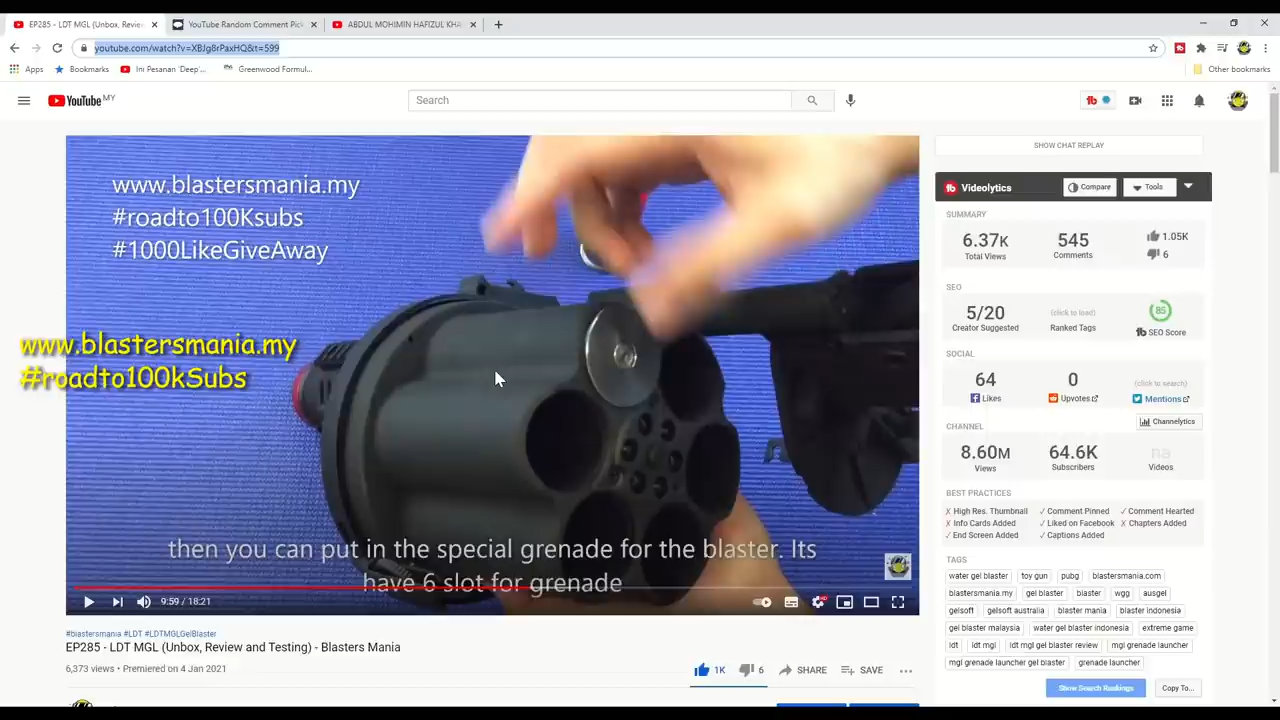 EP285 - LDT MGL (Unbox, Revie
YouTube Random Comment Pick
ABDUL MOHIMIN HAFIZUL KHA
youtube.com/watch?v=XBJg8rPaxHQ&t=599
Apps
Bookmarks
Ini Pesanan 'Deep'...
Greenwood Formul...
Other bookmarks
YouTube MY
Search
www.blastersmania.my
#roadto100Ksubs
#1000LikeGiveAway
www.blastersmania.my
#roadto100kSubs
then you can put in the special grenade for the blaster. Its
have 6 slot for grenade
9:59 / 18:21
#blastersmania #LDT #LDTMGLGelBlaster
EP285 - LDT MGL (Unbox, Review and Testing) - Blasters Mania
6,373 views • Premiered on 4 Jan 2021
1K
6
SHARE
SAVE
SHOW CHAT REPLAY
tb Videolytics
Compare
Tools
SUMMARY
6.37K 545 1.05K
Total Views Comments 6
SEO
5/20 (click to load) 85
Creator Suggested Ranked Tags tb SEO Score
SOCIAL
64 0 (click to search)
Likes Upvotes Mentions
CHANNEL
Channelytics
8.60M 64.6K na
Views Subscribers Videos
BEST PRACTICES
✗ High Res. Thumbnail ✓ Comment Pinned ✓ Comment Hearted
✗ Info Cards Added ✓ Liked on Facebook ✗ Chapters Added
✓ End Screen Added ✓ Captions Added
TAGS
water gel blaster toy gun pubg blastersmania.com
blastersmania.my gel blaster blaster wgg ausgel
gelsoft gelsoft australia blaster mania blaster indonesia
gel blaster malaysia water gel blaster indonesia extreme game
ldt ldt mgl ldt mgl gel blaster review mgl grenade launcher
mgl grenade launcher gel blaster grenade launcher
Show Search Rankings
Copy To...